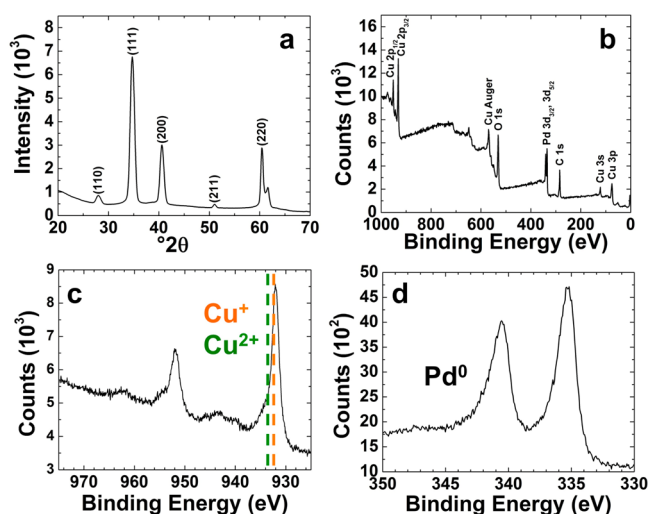 a
Intensity (10³)
8
7
6
5
4
3
2
1
0
(110)
(111)
(200)
(211)
(220)
20 30 40 50 60 70
°2θ
b
Counts (10³)
16
14
12
10
8
6
4
2
0
Cu 2p1/2
Cu 2p3/2-
Cu Auger
O 1s
Pd 3d3/2, 3d5/2
C 1s
Cu 3s
Cu 3p
1000 800 600 400 200 0
Binding Energy (eV)
c
Counts (10³)
9
8
7
6
5
4
3
Cu⁺
Cu²⁺
970 960 950 940 930
Binding Energy (eV)
d
Counts (10²)
50
45
40
35
30
25
20
15
10
Pd⁰
350 345 340 335 330
Binding Energy (eV)